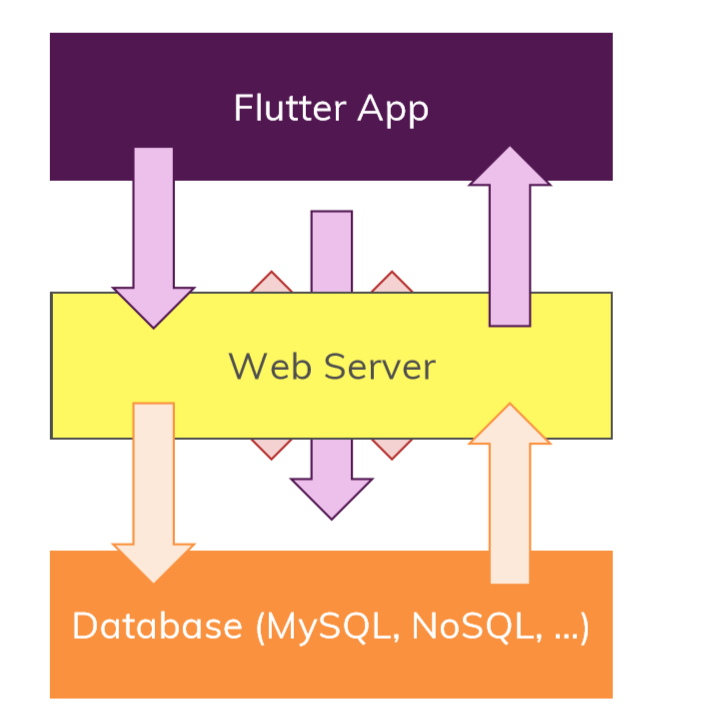 Flutter App
Web Server
Database (MySQL, NoSQL, ...)